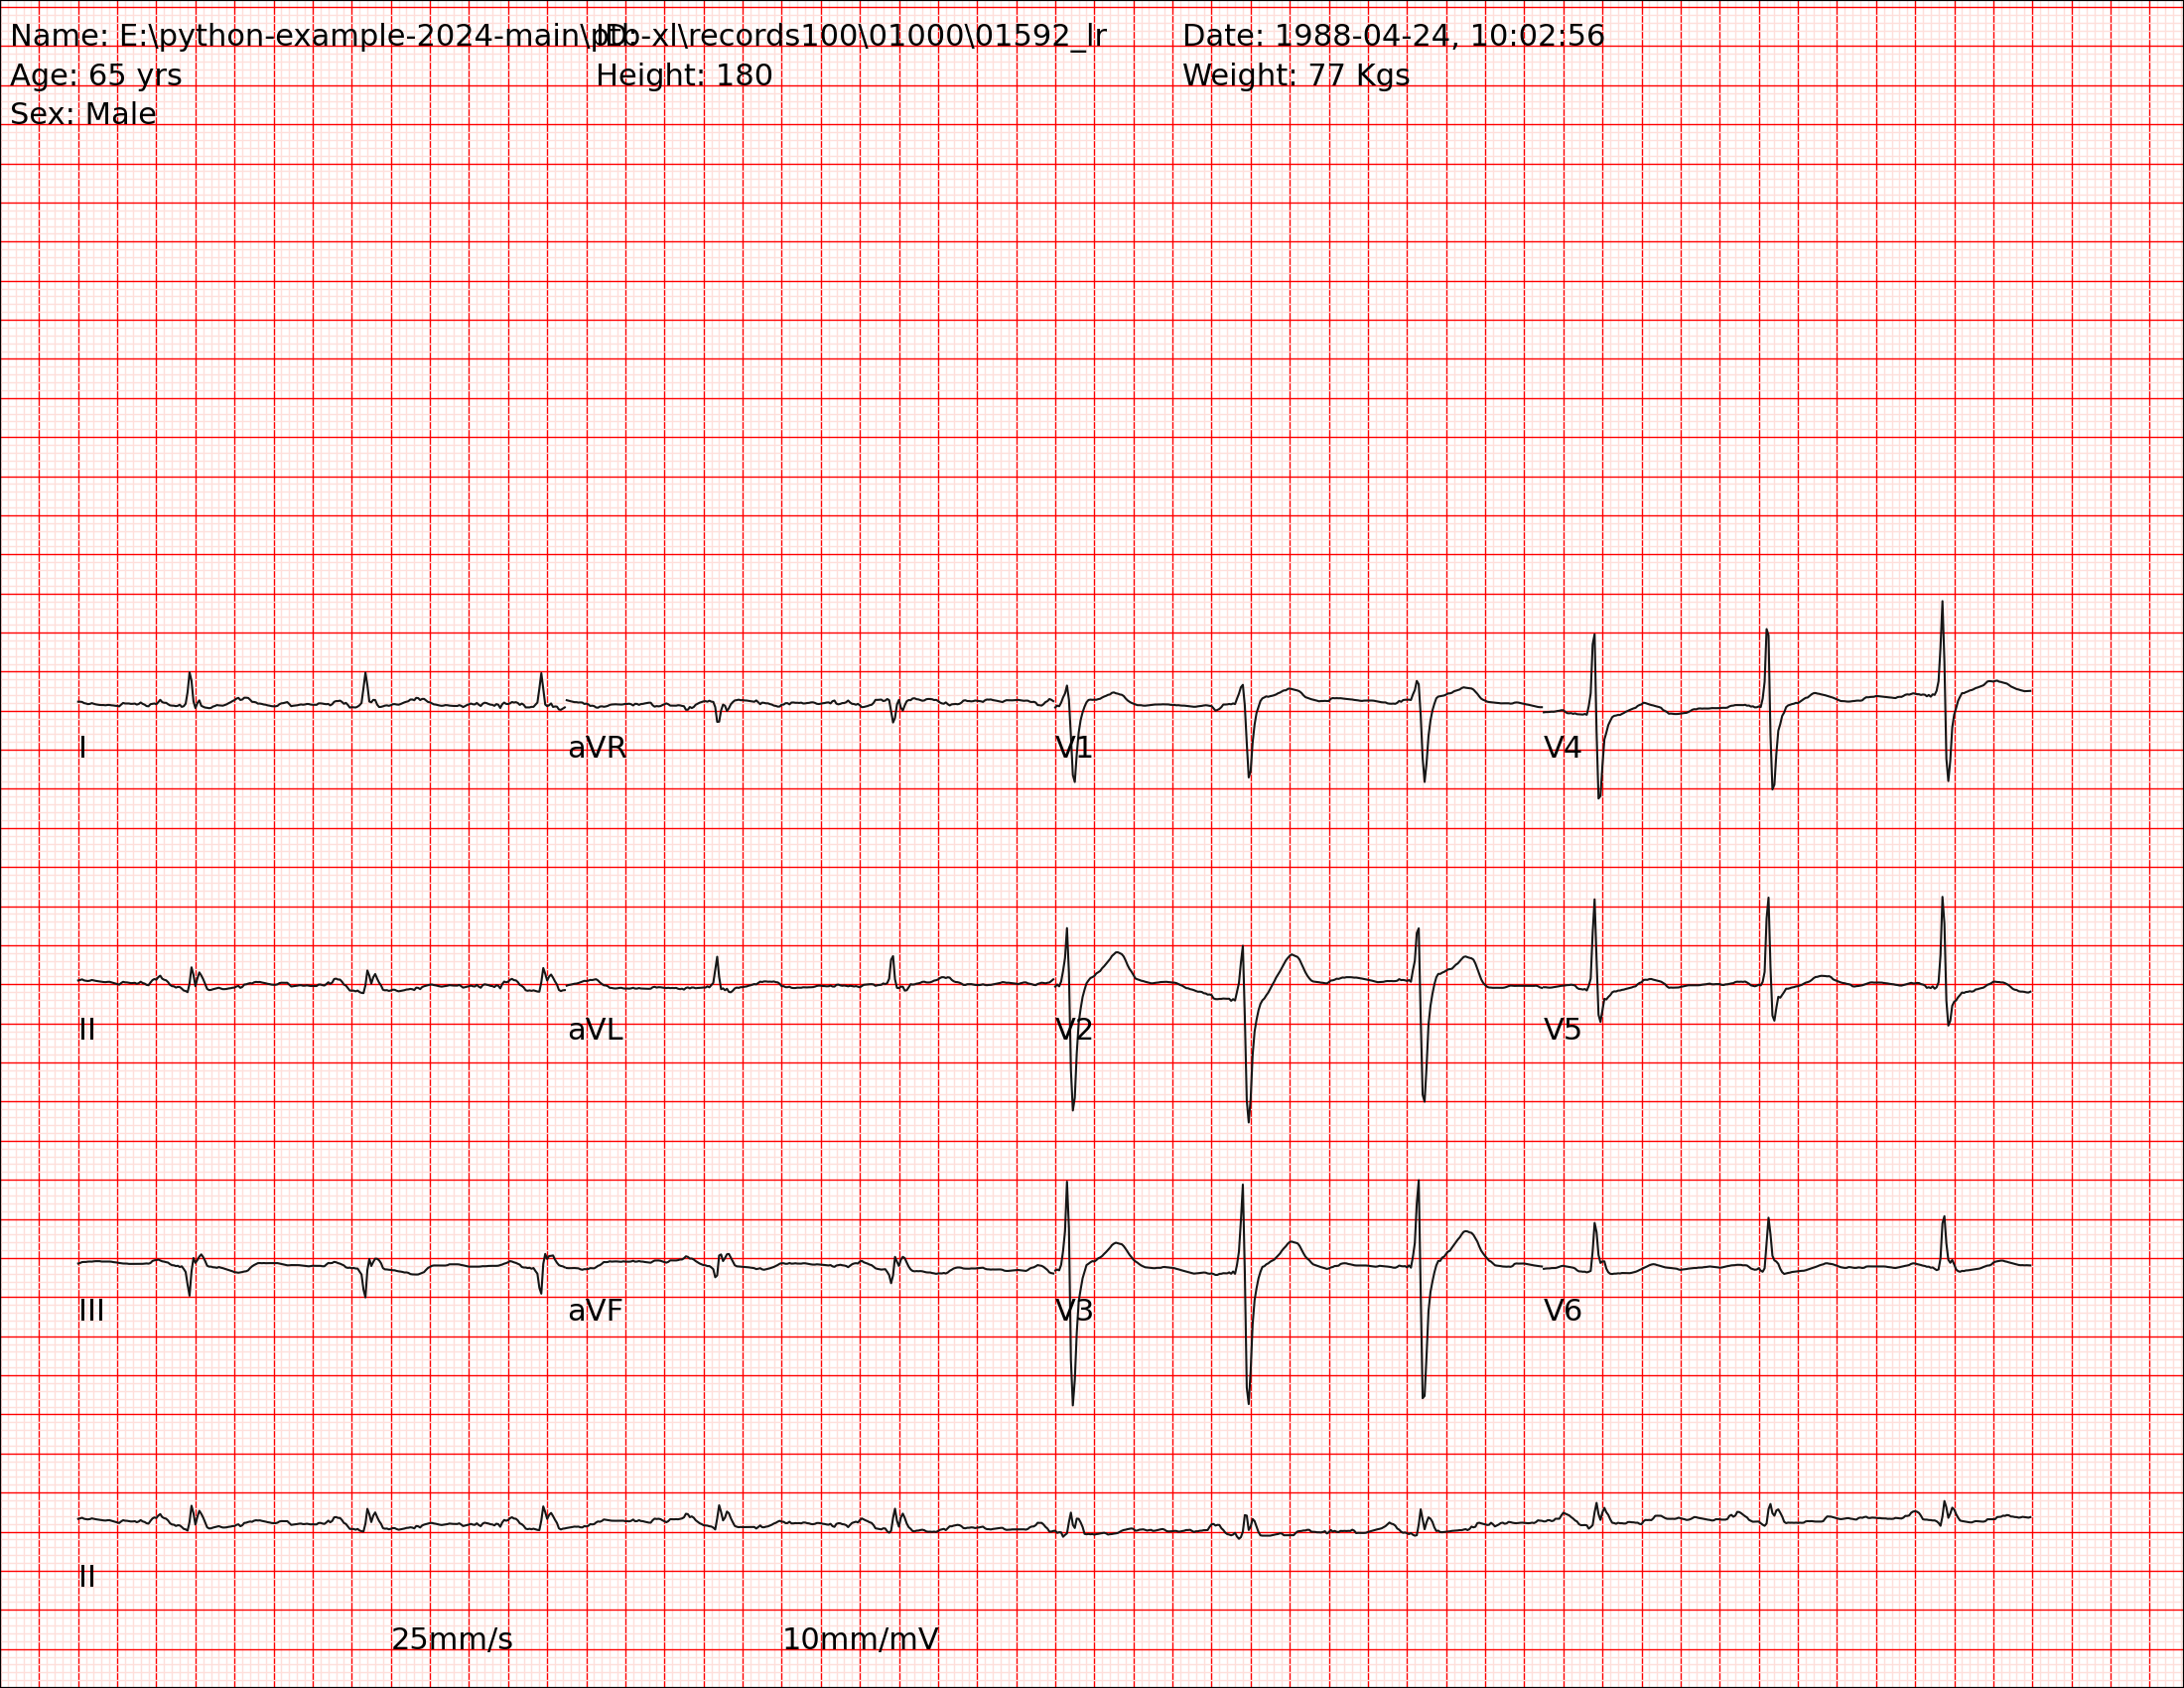 Name: E:\python-example-2024-main\ptb-xl\records100\01000\01592_lr ID: Date: 1988-04-24, 10:02:56
Age: 65 yrs Height: 180 Weight: 77 Kgs
Sex: Male
I aVR V1 V4
II aVL V2 V5
III aVF V3 V6
II
25mm/s 10mm/mV